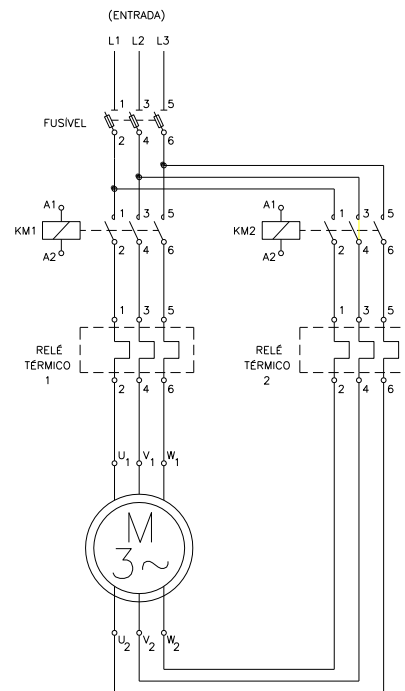 (ENTRADA)
L1 L2 L3
1 3 5
FUSÍVEL
2 4 6
A1 1 3 5
KM1
A2 2 4 6
A1 1 3 5
KM2
A2 2 4 6
1 3 5
RELÉ
TÉRMICO
1
2 4 6
1 3 5
RELÉ
TÉRMICO
2
2 4 6
U1 V1 W1
M
3~
U2 V2 W2